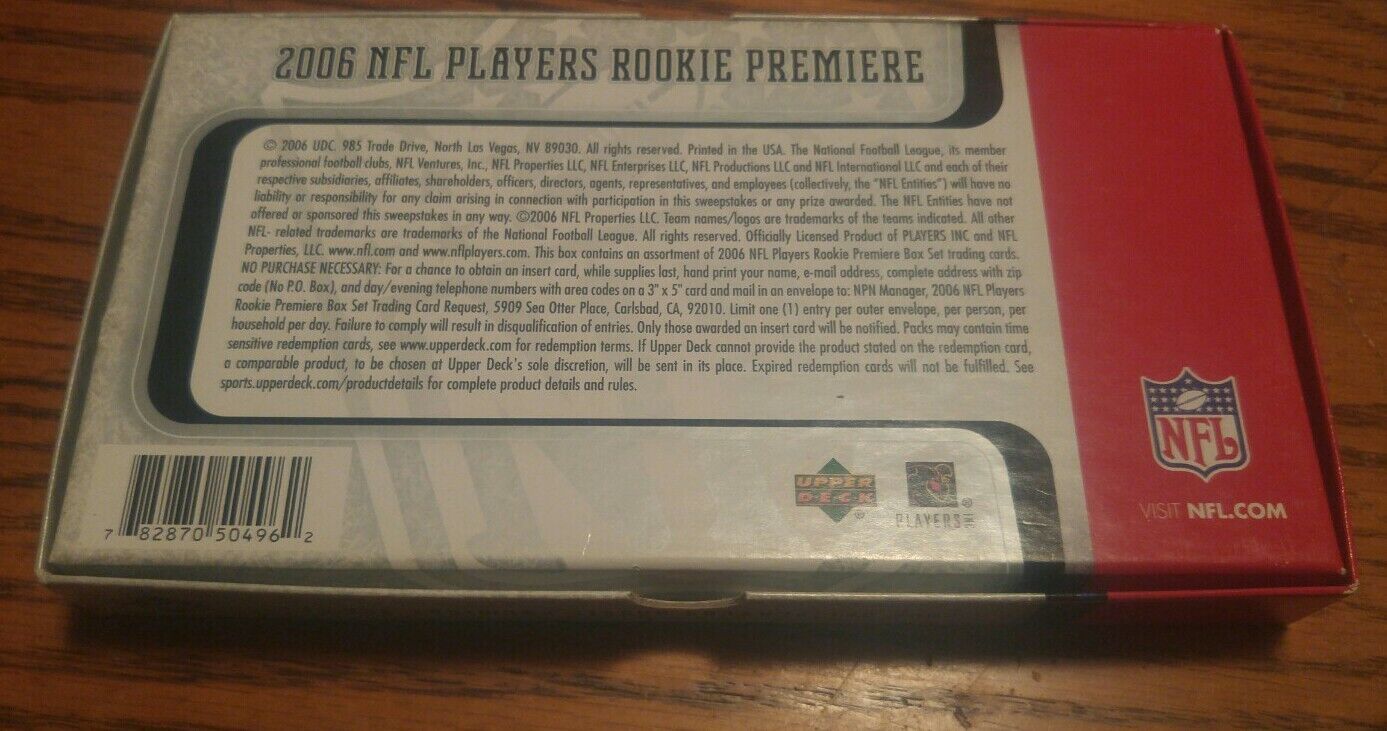 2006 NFL PLAYERS ROOKIE PREMIERE
© 2006 UDC. 985 Trade Drive, North Las Vegas, NV 89030. All rights reserved. Printed in the USA. The National Football League, its member
professional football clubs, NFL Ventures, Inc., NFL Properties LLC, NFL Enterprises LLC, NFL Productions LLC and NFL International LLC and each of their
respective subsidiaries, affiliates, shareholders, officers, directors, agents, representatives, and employees (collectively, the "NFL Entities") will have no
liability or responsibility for any claim arising in connection with participation in this sweepstakes or any prize awarded. The NFL Entities have not
offered or sponsored this sweepstakes in any way. ©2006 NFL Properties LLC. Team names/logos are trademarks of the teams indicated. All other
NFL- related trademarks are trademarks of the National Football League. All rights reserved. Officially Licensed Product of PLAYERS INC and NFL
Properties, LLC. www.nfl.com and www.nflplayers.com. This box contains an assortment of 2006 NFL Players Rookie Premiere Box Set trading cards.
NO PURCHASE NECESSARY: For a chance to obtain an insert card, while supplies last, hand print your name, e-mail address, complete address with zip
code (No P.O. Box), and day/evening telephone numbers with area codes on a 3" x 5" card and mail in an envelope to: NPN Manager, 2006 NFL Players
Rookie Premiere Box Set Trading Card Request, 5909 Sea Otter Place, Carlsbad, CA, 92010. Limit one (1) entry per outer envelope, per person, per
household per day. Failure to comply will result in disqualification of entries. Only those awarded an insert card will be notified. Packs may contain time
sensitive redemption cards, see www.upperdeck.com for redemption terms. If Upper Deck cannot provide the product stated on the redemption card,
a comparable product, to be chosen at Upper Deck's sole discretion, will be sent in its place. Expired redemption cards will not be fulfilled. See
sports.upperdeck.com/productdetails for complete product details and rules.
7 82870 50496 2
UPPER
DECK ®
PLAYERS INC ®
NFL
VISIT NFL.COM